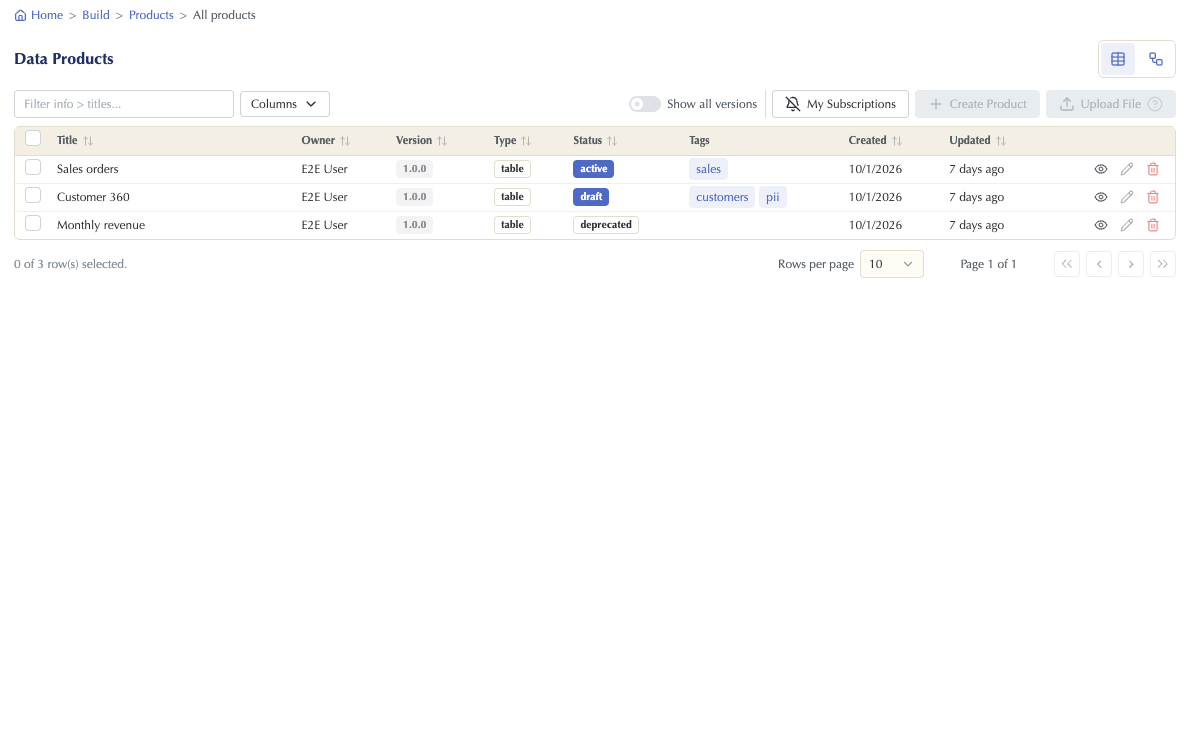 Home > Build > Products > All products
Data Products
Filter info > titles... Columns Show all versions My Subscriptions Create Product Upload File
Title Owner Version Type Status Tags Created Updated
Sales orders E2E User 1.0.0 table active sales 10/1/2026 7 days ago
Customer 360 E2E User 1.0.0 table draft customers pii 10/1/2026 7 days ago
Monthly revenue E2E User 1.0.0 table deprecated 10/1/2026 7 days ago
0 of 3 row(s) selected. Rows per page 10 Page 1 of 1